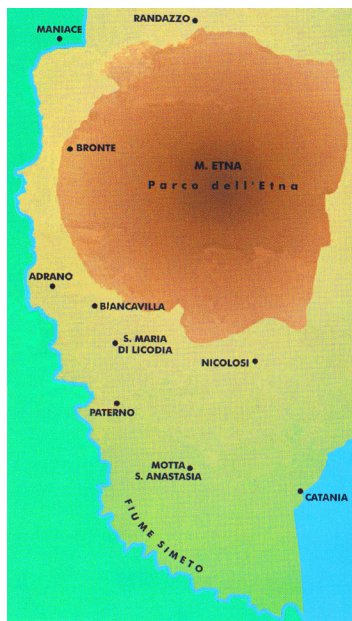 RANDAZZO
MANIACE
BRONTE
M. ETNA
Parco dell'Etna
ADRANO
BIANCAVILLA
S. MARIA
DI LICODIA
NICOLOSI
PATERNO
MOTTA
S. ANASTASIA
CATANIA
FIUME SIMETO